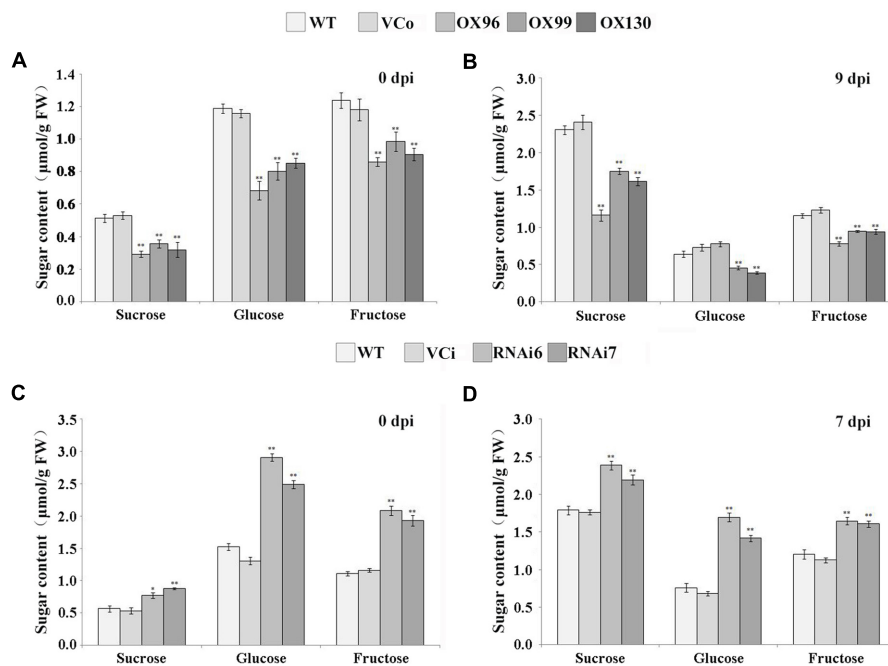 WT VCo OX96 OX99 OX130
A
0 dpi
Sugar content（μmol/g FW）
1.4
1.2
1.0
0.8
0.6
0.4
0.2
0.0
** ** **
** ** **
** ** **
Sucrose Glucose Fructose
B
9 dpi
Sugar content（μmol/g FW）
3.0
2.5
2.0
1.5
1.0
0.5
0.0
** ** **
** **
** ** **
Sucrose Glucose Fructose
WT VCi RNAi6 RNAi7
C
0 dpi
Sugar content（μmol/g FW）
3.5
3.0
2.5
2.0
1.5
1.0
0.5
0.0
* **
** **
** **
Sucrose Glucose Fructose
D
7 dpi
Sugar content（μmol/g FW）
3.0
2.5
2.0
1.5
1.0
0.5
0.0
** **
** **
** **
Sucrose Glucose Fructose